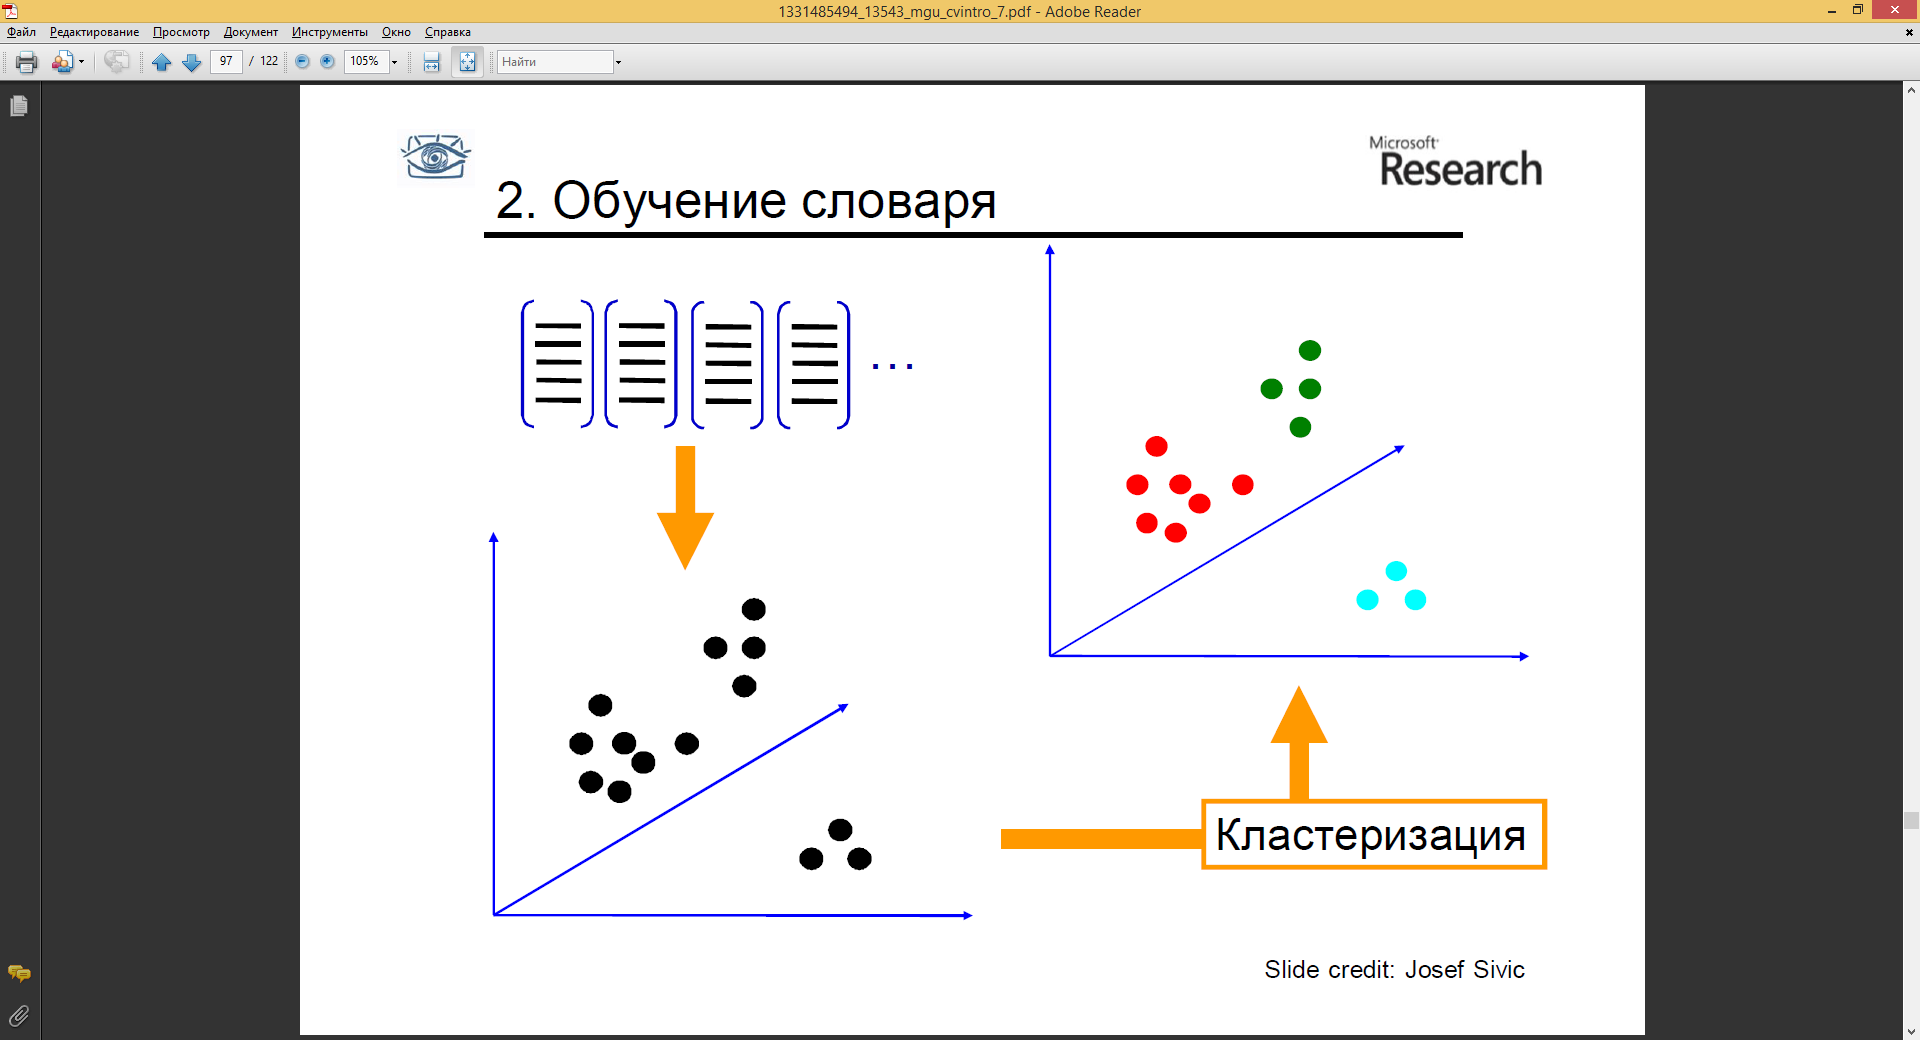 1331485494_13543_mgu_cvintro_7.pdf - Adobe Reader
Файл Редактирование Просмотр Документ Инструменты Окно Справка
97 / 122 105% Найти
Microsoft
Research
2. Обучение словаря
...
Кластеризация
Slide credit: Josef Sivic